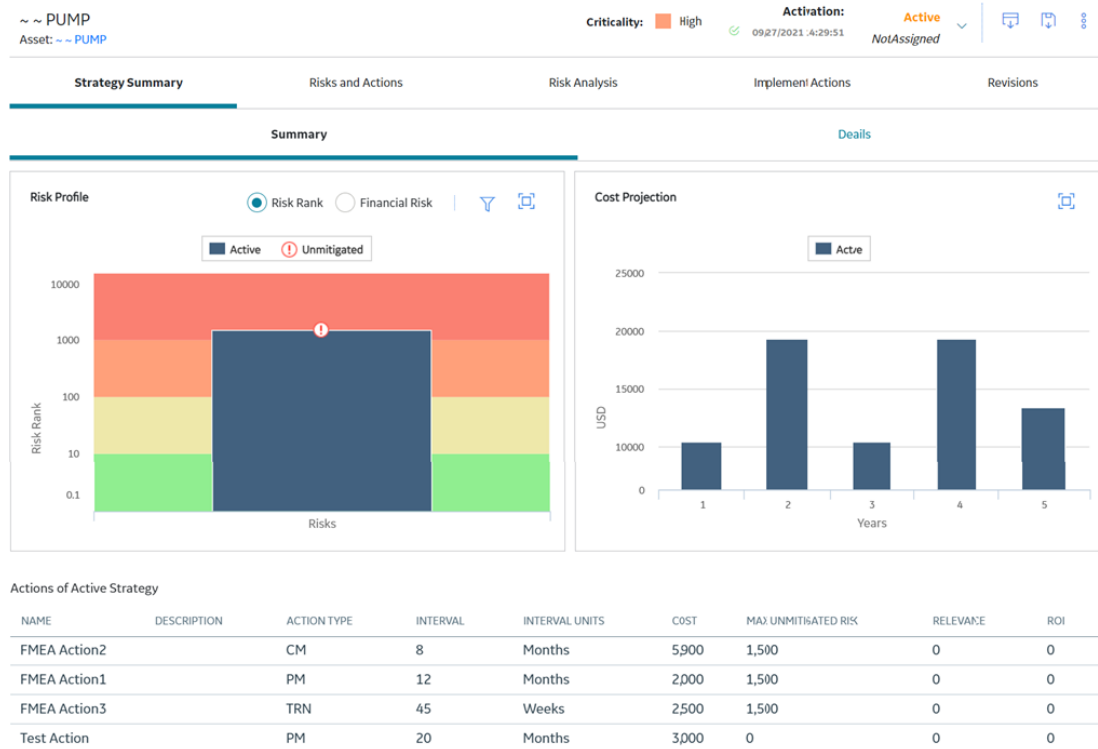 ~ ~ PUMP
Asset: ~ ~ PUMP
Criticality: High
Activation:
09/27/2021 :4:29:51
Active
NotAssigned
Strategy Summary Risks and Actions Risk Analysis Implement Actions Revisions
Summary Deails
Risk Profile
Risk Rank Financial Risk
Active Unmitigated
10000
1000
100
10
0.1
Risk Rank
Risks
Cost Projection
Active
25000
20000
15000
10000
0
USD
1 2 3 4 5
Years
Actions of Active Strategy
NAME DESCRIPTION ACTION TYPE INTERVAL INTERVAL UNITS COST MAX UNMITIGATED RISK RELEVANCE ROI
FMEA Action2 CM 8 Months 5,900 1,500 0 0
FMEA Action1 PM 12 Months 2,000 1,500 0 0
FMEA Action3 TRN 45 Weeks 2,500 1,500 0 0
Test Action PM 20 Months 3,000 0 0 0